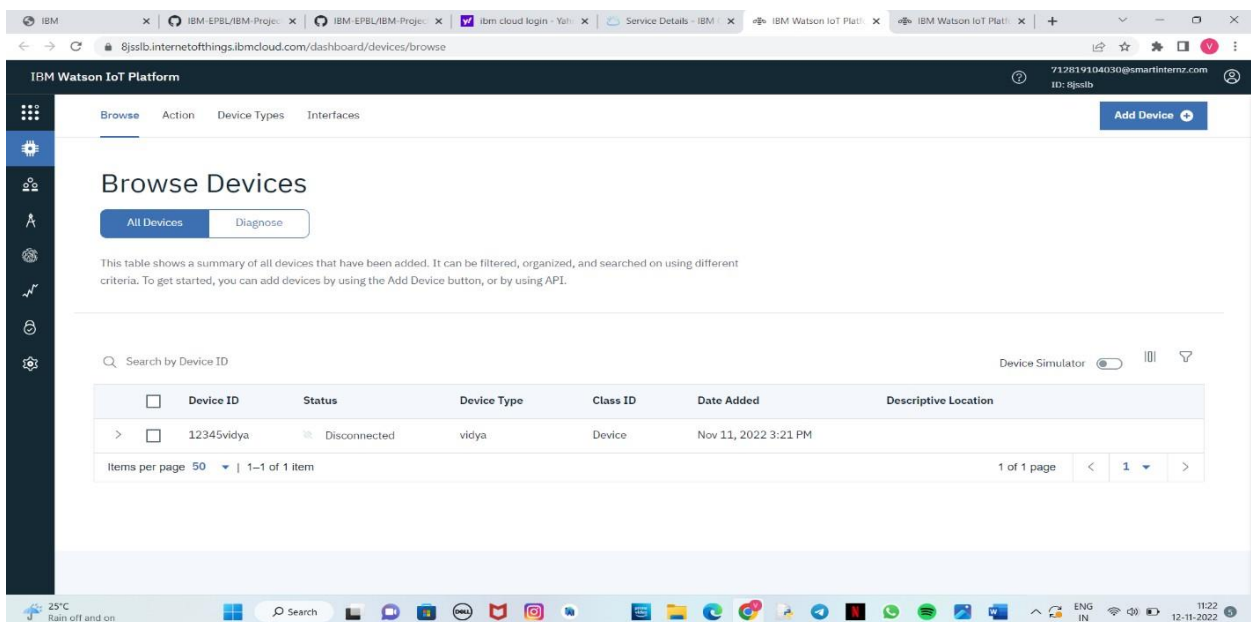 IBM
IBM-EPBL/IBM-Projec
IBM-EPBL/IBM-Projec
ibm cloud login - Yah
Service Details - IBM
IBM Watson IoT Platfo
IBM Watson IoT Platfo
8jsslb.internetofthings.ibmcloud.com/dashboard/devices/browse
V
IBM Watson IoT Platform
712819104030@smartinternz.com
ID: 8jsslb
Browse Action Device Types Interfaces
Add Device
Browse Devices
All Devices Diagnose
This table shows a summary of all devices that have been added. It can be filtered, organized, and searched on using different
criteria. To get started, you can add devices by using the Add Device button, or by using API.
Search by Device ID
Device Simulator
Device ID Status Device Type Class ID Date Added Descriptive Location
12345vidya Disconnected vidya Device Nov 11, 2022 3:21 PM
Items per page 50 | 1–1 of 1 item
1 of 1 page 1
25°C
Rain off and on
Search
DELL
N
W
ENG
IN
11:22
12-11-2022
5